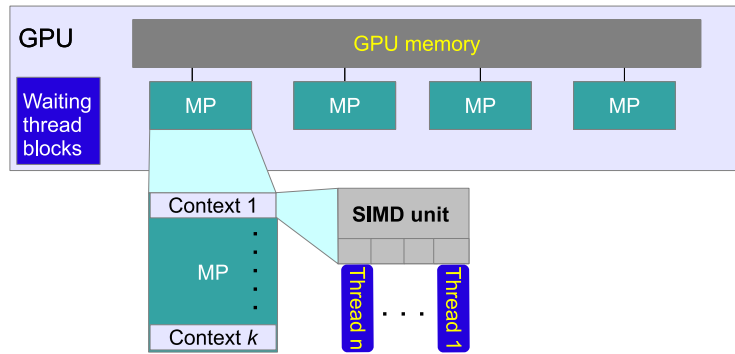 GPU
GPU memory
Waiting
thread
blocks
MP
MP
MP
MP
Context 1
SIMD unit
MP
Thread n
. . .
Thread 1
Context k